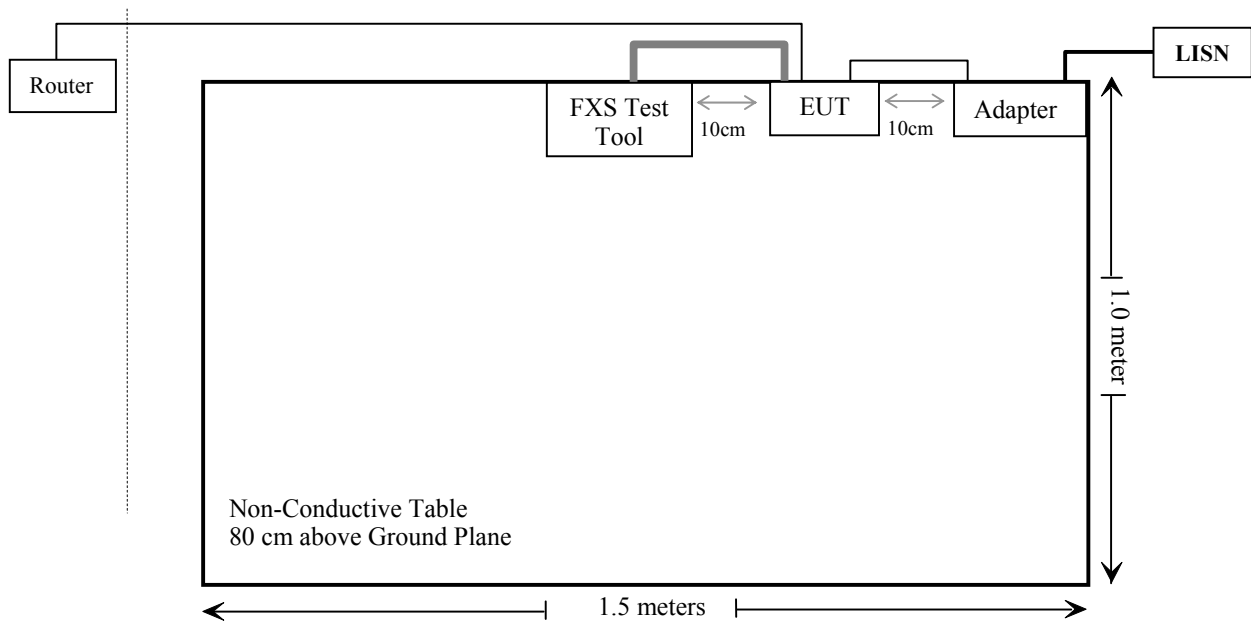 LISN
Router
FXS Test
Tool
10cm
EUT
10cm
Adapter
1.0 meter
Non-Conductive Table
80 cm above Ground Plane
1.5 meters